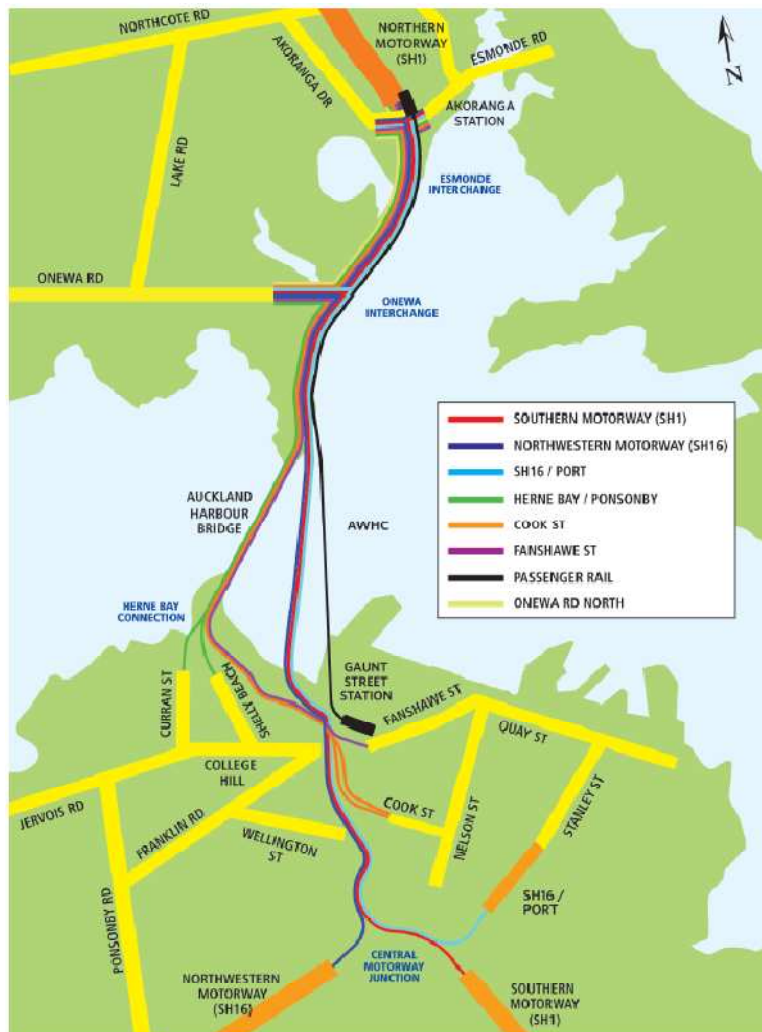 NORTHCOTE RD
NORTHERN
MOTORWAY
(SH1)
ESMONDE RD
N
AKORANGA DR
AKORANGA
STATION
LAKE RD
ESMONDE
INTERCHANGE
ONEWA RD
ONEWA
INTERCHANGE
SOUTHERN MOTORWAY (SH1)
NORTHWESTERN MOTORWAY (SH16)
SH16 / PORT
HERNE BAY / PONSONBY
COOK ST
FAINSHAWE ST
PASSENGER RAIL
ONEWA RD NORTH
AUCKLAND
HARBOUR
BRIDGE
AWHC
HERNE BAY
CONNECTION
CURRAN ST
SHELLY BEACH
GAUNT
STREET
STATION
FANSHAWE ST
QUAY ST
COLLEGE
HILL
JERVOIS RD
FRANKLIN RD
COOK ST
NELSON ST
STANLEY ST
WELLINGTON
ST
PONSONBY RD
SH16 /
PORT
CENTRAL
MOTORWAY
JUNCTION
NORTHWESTERN
MOTORWAY
(SH16)
SOUTHERN
MOTORWAY
(SH1)